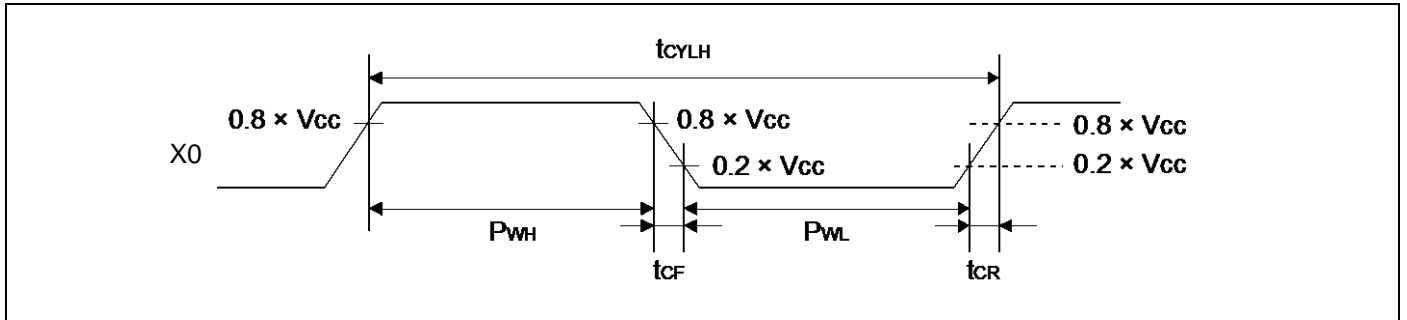 tCYLH
0.8 × Vcc
0.8 × Vcc
0.8 × Vcc
X0
0.2 × Vcc
0.2 × Vcc
PWH
PWL
tCF
tCR